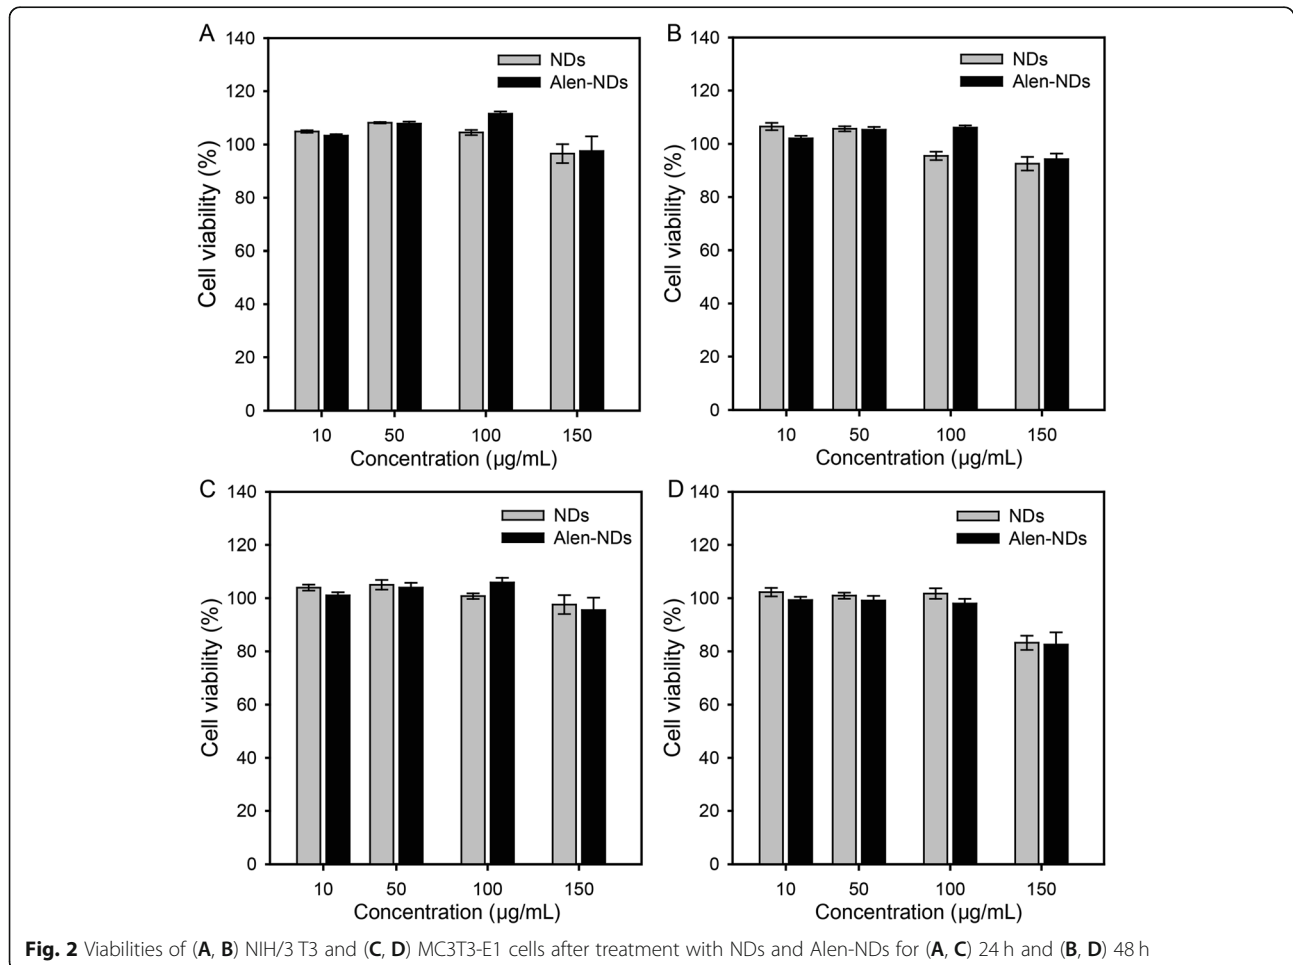 A
140
120
100
80
60
40
20
0
Cell viability (%)
NDs
Alen-NDs
10 50 100 150
Concentration (µg/mL)
B
140
120
100
80
60
40
20
0
Cell viability (%)
NDs
Alen-NDs
10 50 100 150
Concentration (µg/mL)
C
140
120
100
80
60
40
20
0
Cell viability (%)
NDs
Alen-NDs
10 50 100 150
Concentration (µg/mL)
D
140
120
100
80
60
40
20
0
Cell viability (%)
NDs
Alen-NDs
10 50 100 150
Concentration (µg/mL)
Fig. 2 Viabilities of (A, B) NIH/3 T3 and (C, D) MC3T3-E1 cells after treatment with NDs and Alen-NDs for (A, C) 24 h and (B, D) 48 h